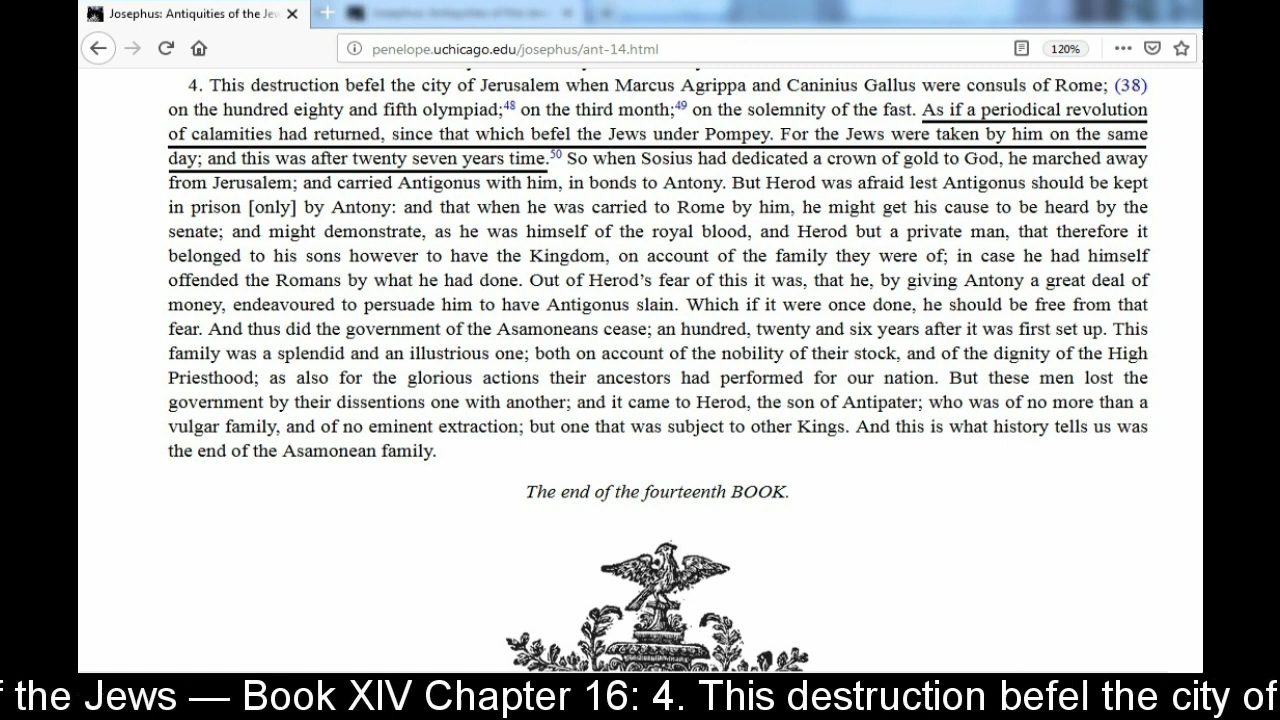 Josephus: Antiquities of the Jew
penelope.uchicago.edu/josephus/ant-14.html
120%
4. This destruction befel the city of Jerusalem when Marcus Agrippa and Caninius Gallus were consuls of Rome; (38)
on the hundred eighty and fifth olympiad;48 on the third month;49 on the solemnity of the fast. As if a periodical revolution
of calamities had returned, since that which befel the Jews under Pompey. For the Jews were taken by him on the same
day; and this was after twenty seven years time.50 So when Sosius had dedicated a crown of gold to God, he marched away
from Jerusalem; and carried Antigonus with him, in bonds to Antony. But Herod was afraid lest Antigonus should be kept
in prison [only] by Antony: and that when he was carried to Rome by him, he might get his cause to be heard by the
senate; and might demonstrate, as he was himself of the royal blood, and Herod but a private man, that therefore it
belonged to his sons however to have the Kingdom, on account of the family they were of; in case he had himself
offended the Romans by what he had done. Out of Herod's fear of this it was, that he, by giving Antony a great deal of
money, endeavoured to persuade him to have Antigonus slain. Which if it were once done, he should be free from that
fear. And thus did the government of the Asamoneans cease; an hundred, twenty and six years after it was first set up. This
family was a splendid and an illustrious one; both on account of the nobility of their stock, and of the dignity of the High
Priesthood; as also for the glorious actions their ancestors had performed for our nation. But these men lost the
government by their dissentions one with another; and it came to Herod, the son of Antipater; who was of no more than a
vulgar family, and of no eminent extraction; but one that was subject to other Kings. And this is what history tells us was
the end of the Asamonean family.
The end of the fourteenth BOOK.
f the Jews — Book XIV Chapter 16: 4. This destruction befel the city of